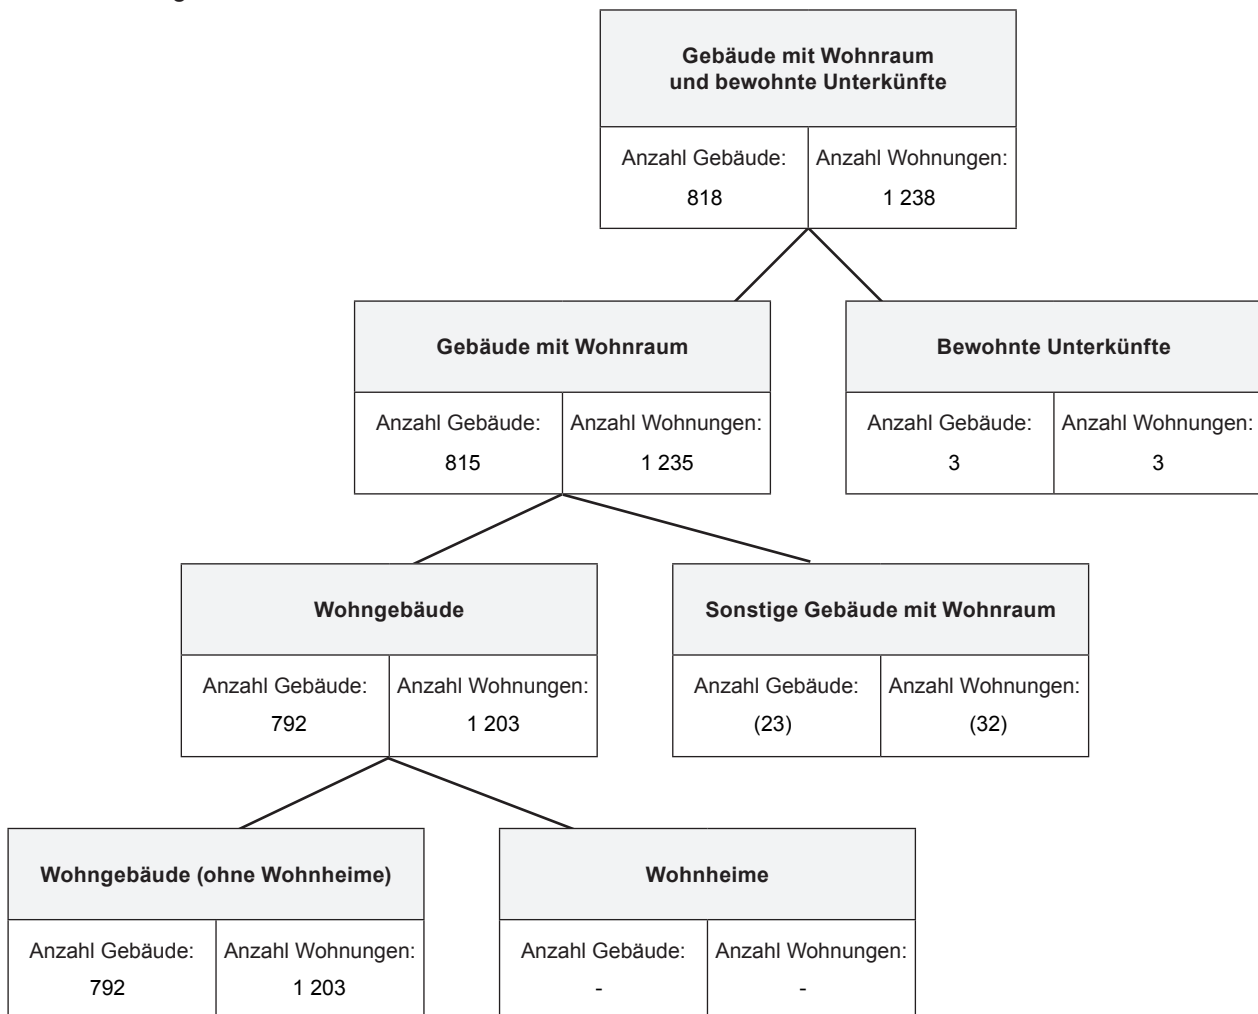 Gebäude mit Wohnraum
und bewohnte Unterkünfte
Anzahl Gebäude: Anzahl Wohnungen:
818 1 238
Gebäude mit Wohnraum Bewohnte Unterkünfte
Anzahl Gebäude: Anzahl Wohnungen: Anzahl Gebäude: Anzahl Wohnungen:
815 1 235 3 3
Wohngebäude Sonstige Gebäude mit Wohnraum
Anzahl Gebäude: Anzahl Wohnungen: Anzahl Gebäude: Anzahl Wohnungen:
792 1 203 (23) (32)
Wohngebäude (ohne Wohnheime) Wohnheime
Anzahl Gebäude: Anzahl Wohnungen: Anzahl Gebäude: Anzahl Wohnungen:
792 1 203 - -